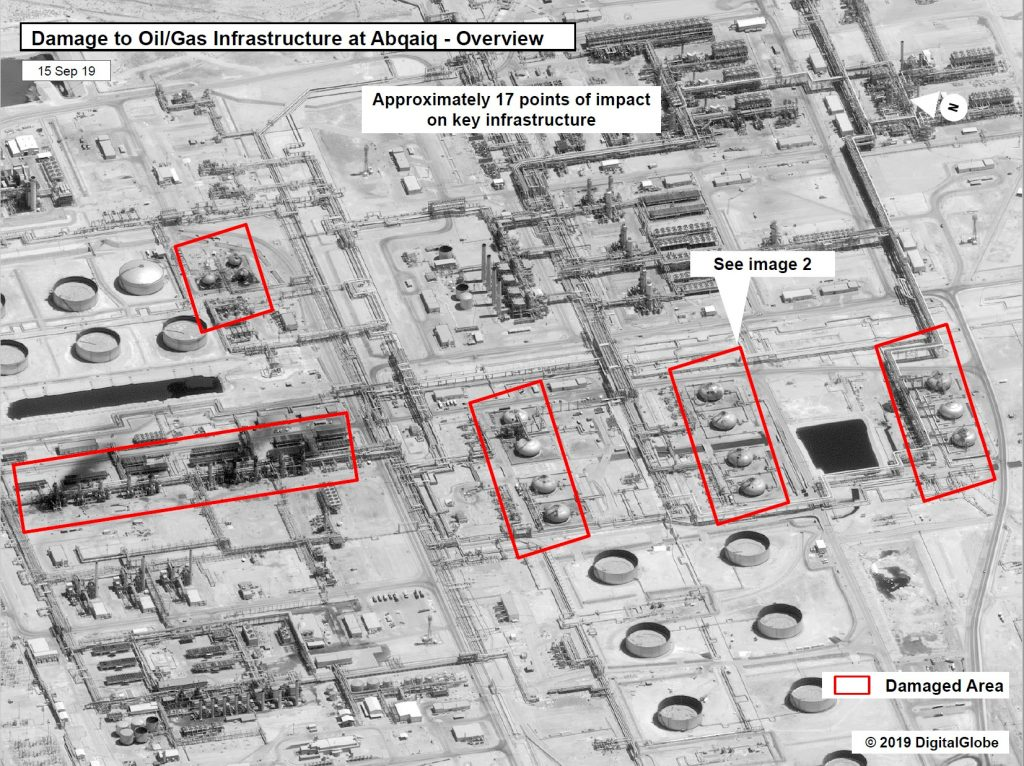 Damage to Oil/Gas Infrastructure at Abqaiq - Overview
15 Sep 19
Approximately 17 points of impact
on key infrastructure
N
See image 2
Damaged Area
© 2019 DigitalGlobe